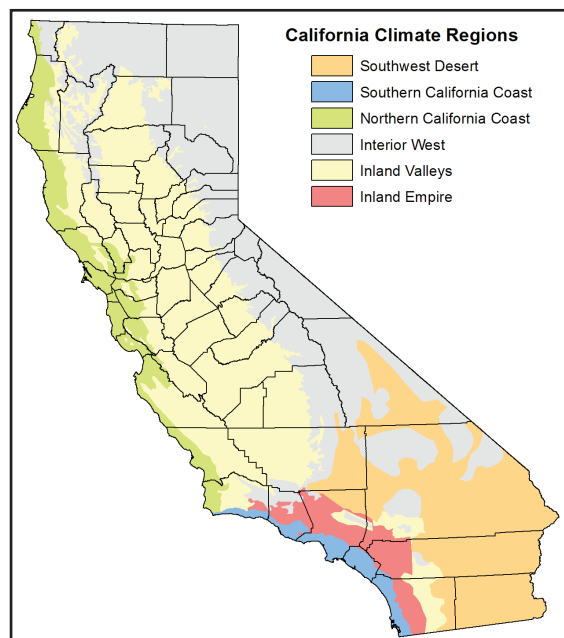 California Climate Regions
Southwest Desert
Southern California Coast
Northern California Coast
Interior West
Inland Valleys
Inland Empire